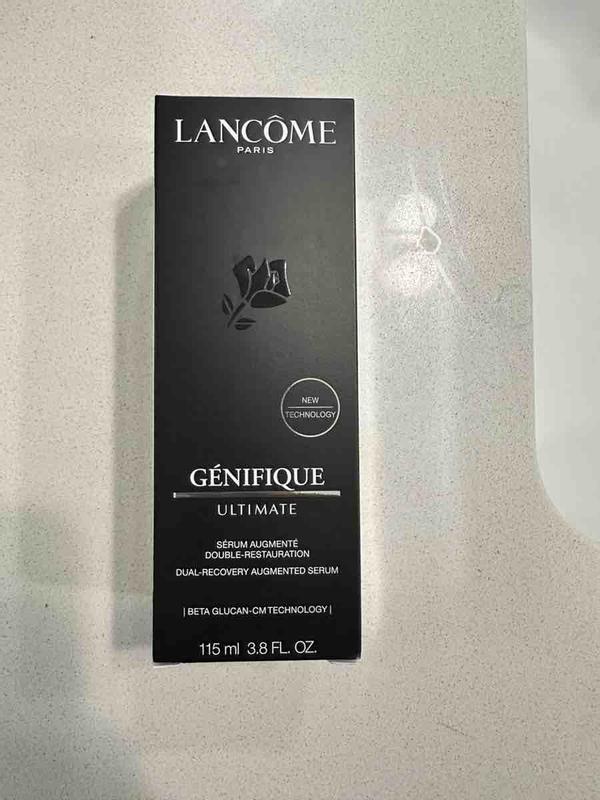 LANCÔME
PARIS
NEW
TECHNOLOGY
GÉNIFIQUE
ULTIMATE
SÉRUM AUGMENTÉ
DOUBLE-RESTAURATION
DUAL-RECOVERY AUGMENTED SERUM
| BETA GLUCAN-CM TECHNOLOGY |
115 ml 3.8 FL. OZ.